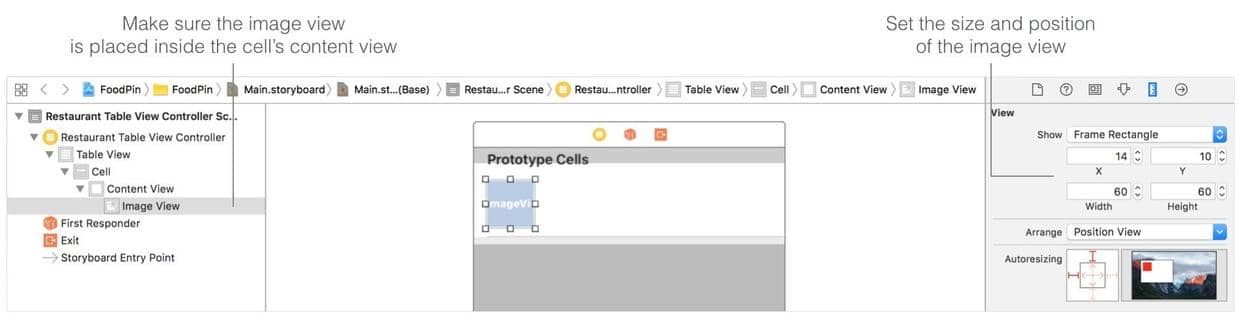 Make sure the image view
is placed inside the cell's content view
Set the size and position
of the image view
FoodPin
FoodPin
Main.storyboard
Main.st...(Base)
Restau...r Scene
Restau...ntroller
Table View
Cell
Content View
Image View
Restaurant Table View Controller Sc...
Restaurant Table View Controller
Table View
Cell
Content View
Image View
First Responder
Exit
Storyboard Entry Point
Prototype Cells
mageVi
View
Show Frame Rectangle
14 10
X Y
60 60
Width Height
Arrange Position View
Autoresizing